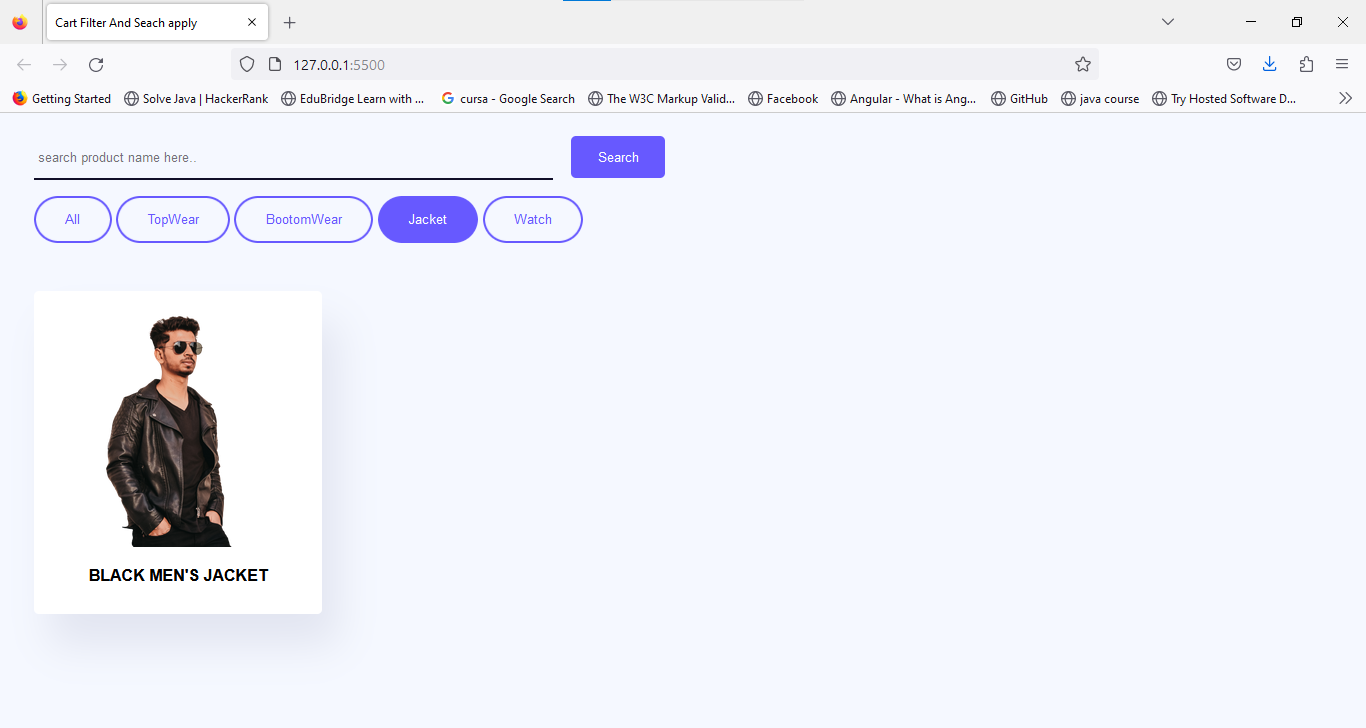 Cart Filter And Seach apply
127.0.0.1:5500
Getting Started Solve Java | HackerRank EduBridge Learn with ... cursa - Google Search The W3C Markup Valid... Facebook Angular - What is Ang... GitHub java course Try Hosted Software D...
search product name here.. Search
All TopWear BootomWear Jacket Watch
BLACK MEN'S JACKET